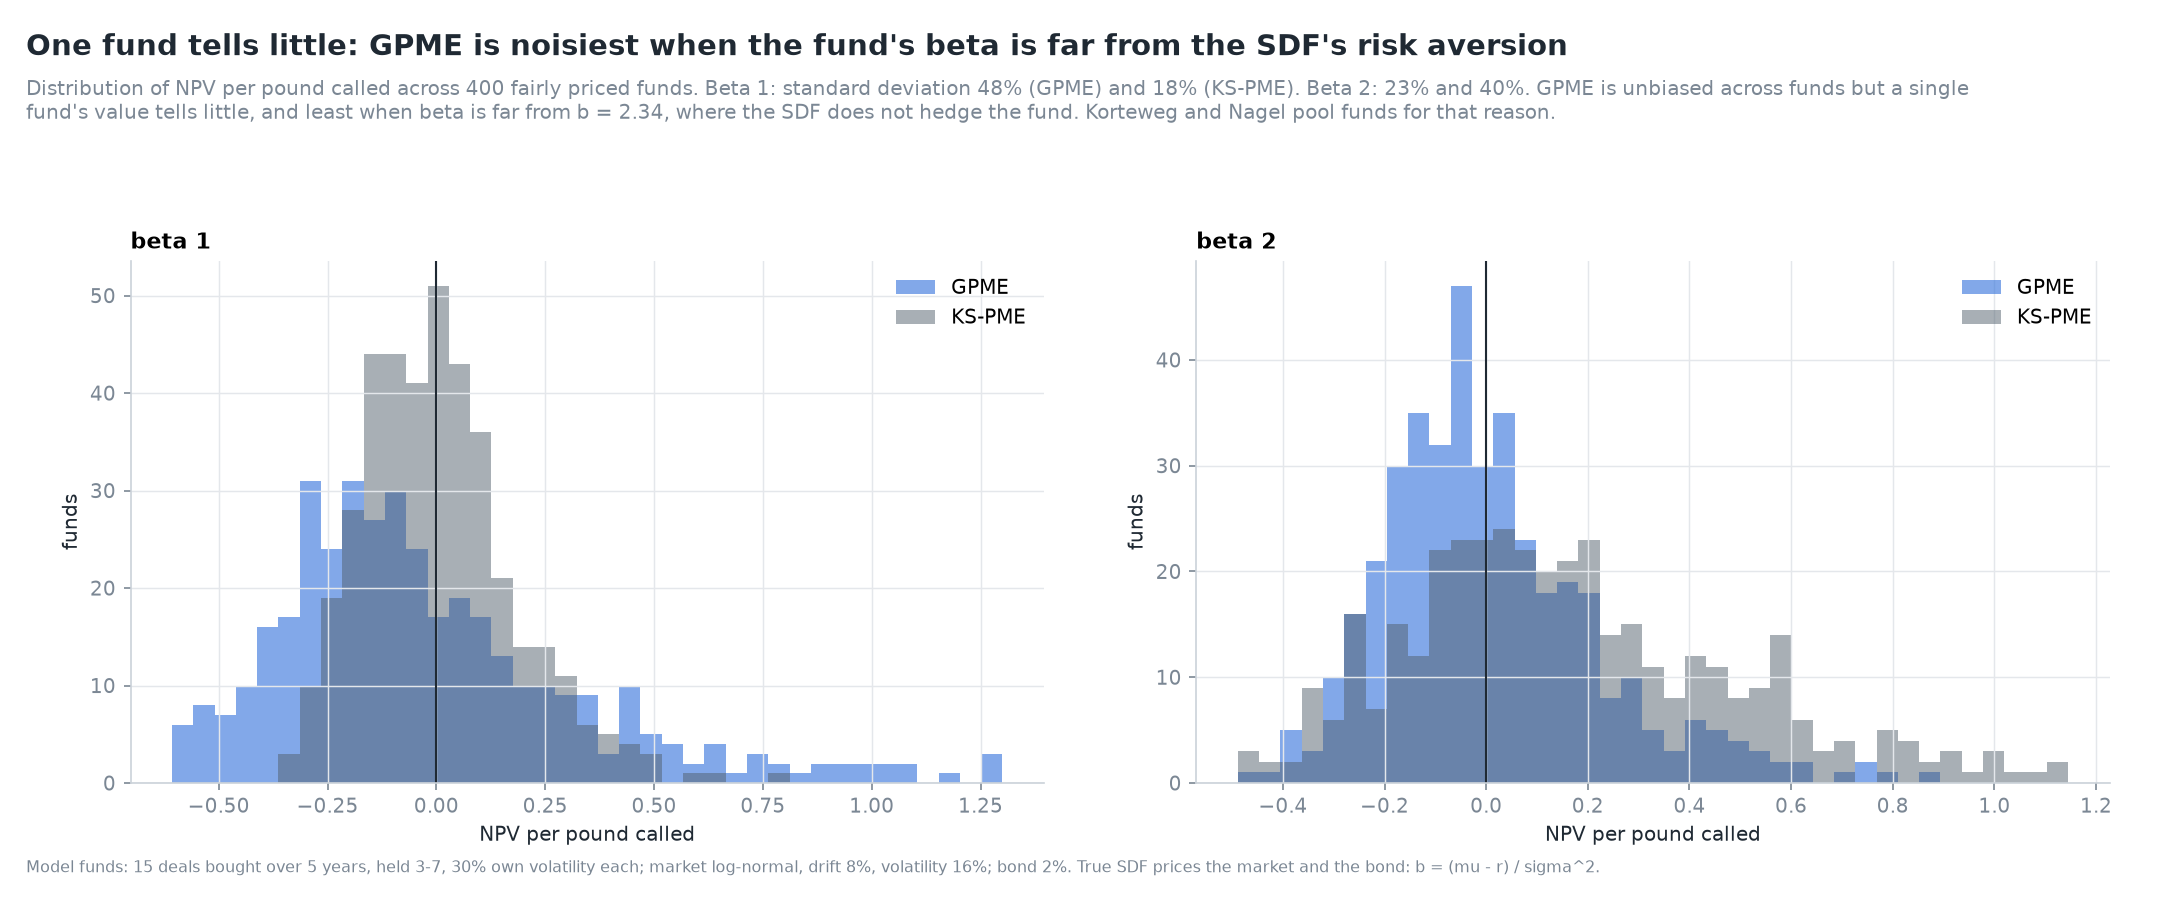 One fund tells little: GPME is noisiest when the fund's beta is far from the SDF's risk aversion
Distribution of NPV per pound called across 400 fairly priced funds. Beta 1: standard deviation 48% (GPME) and 18% (KS-PME). Beta 2: 23% and 40%. GPME is unbiased across funds but a single
fund's value tells little, and least when beta is far from b = 2.34, where the SDF does not hedge the fund. Korteweg and Nagel pool funds for that reason.
beta 1
GPME
KS-PME
50
40
30
20
10
0
funds
−0.50
−0.25
0.00
0.25
0.50
0.75
1.00
1.25
NPV per pound called
beta 2
GPME
KS-PME
40
30
20
10
0
funds
−0.4
−0.2
0.0
0.2
0.4
0.6
0.8
1.0
1.2
NPV per pound called
Model funds: 15 deals bought over 5 years, held 3-7, 30% own volatility each; market log-normal, drift 8%, volatility 16%; bond 2%. True SDF prices the market and the bond: b = (mu - r) / sigma^2.